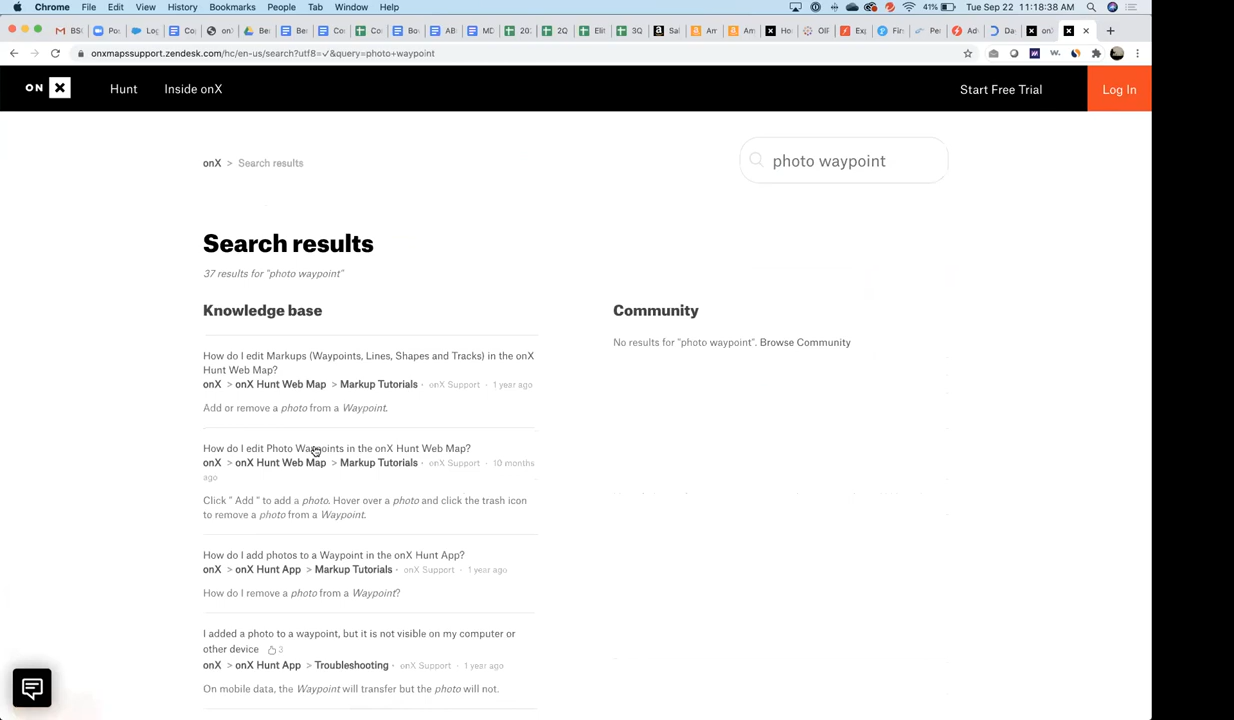 Chrome File Edit View History Bookmarks People Tab Window Help 41% Tue Sep 22 11:18:38 AM
onxmapssupport.zendesk.com/hc/en-us/search?utf8=✓&query=photo+waypoint
ON X Hunt Inside onX Start Free Trial Log In
onX > Search results
photo waypoint
Search results
37 results for "photo waypoint"
Knowledge base
How do I edit Markups (Waypoints, Lines, Shapes and Tracks) in the onX
Hunt Web Map?
onX > onX Hunt Web Map > Markup Tutorials · onX Support · 1 year ago
Add or remove a photo from a Waypoint.
How do I edit Photo Waypoints in the onX Hunt Web Map?
onX > onX Hunt Web Map > Markup Tutorials · onX Support · 10 months
ago
Click " Add " to add a photo. Hover over a photo and click the trash icon
to remove a photo from a Waypoint.
How do I add photos to a Waypoint in the onX Hunt App?
onX > onX Hunt App > Markup Tutorials · onX Support · 1 year ago
How do I remove a photo from a Waypoint?
I added a photo to a waypoint, but it is not visible on my computer or
other device 3
onX > onX Hunt App > Troubleshooting · onX Support · 1 year ago
On mobile data, the Waypoint will transfer but the photo will not.
Community
No results for "photo waypoint". Browse Community